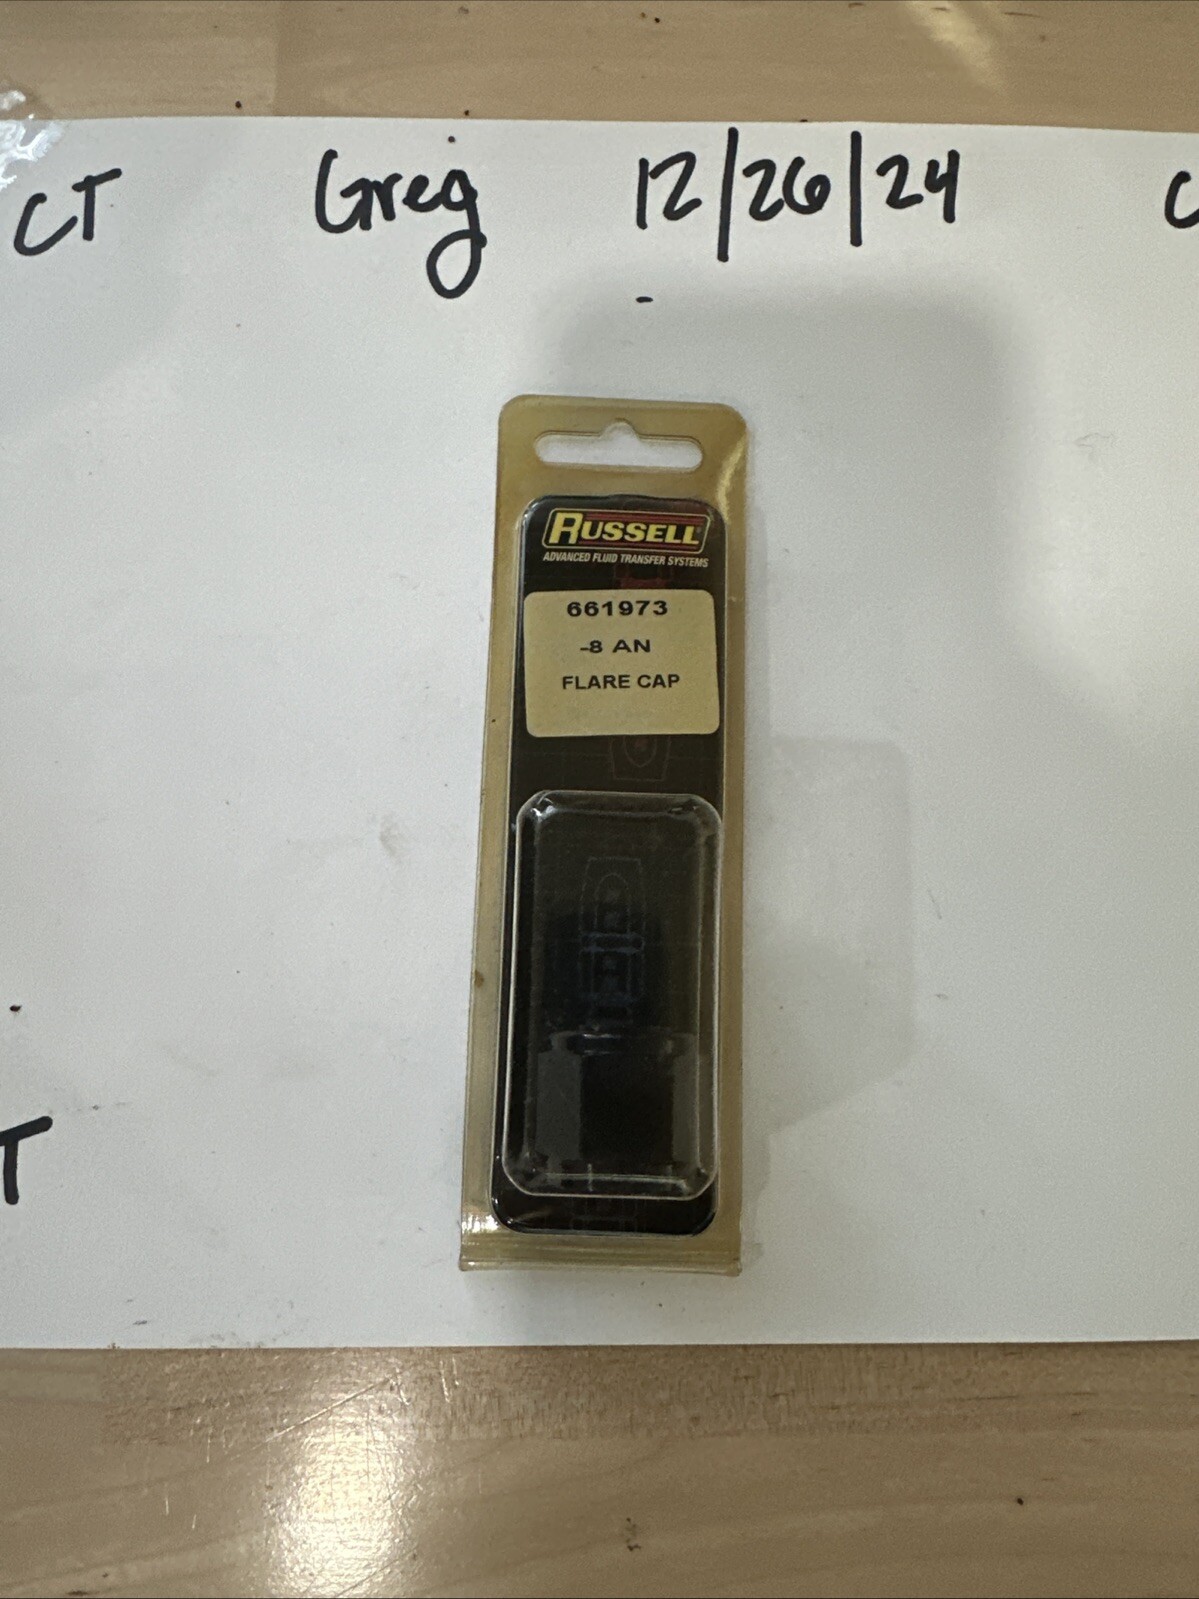 CT Greg 12/26/24 C
RUSSELL
ADVANCED FLUID TRANSFER SYSTEMS
661973
-8 AN
FLARE CAP
T